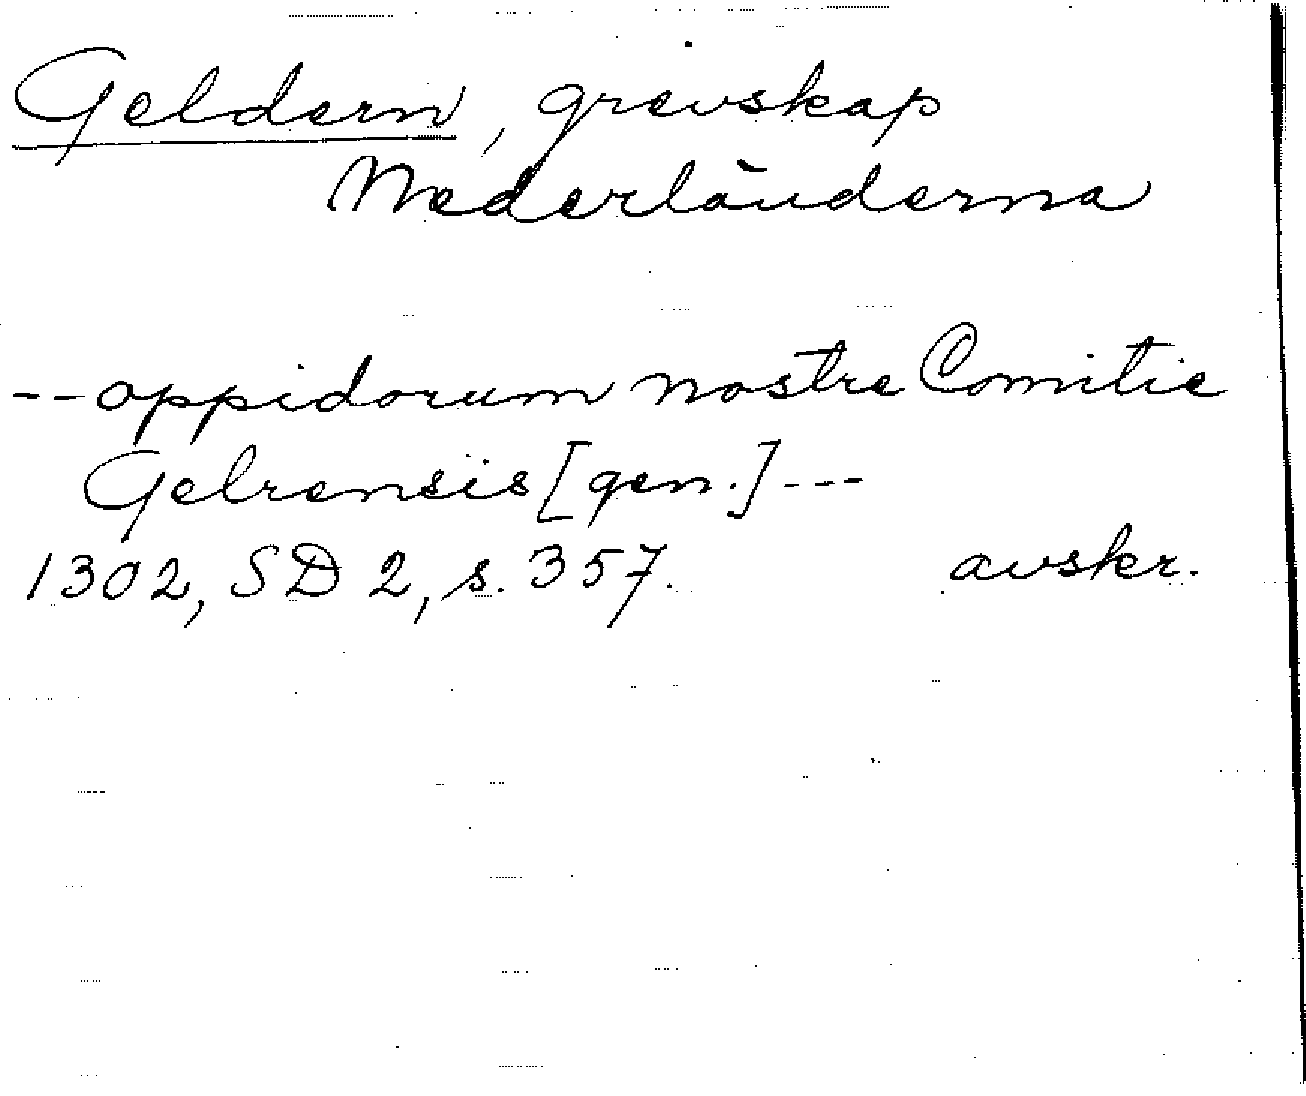 Geldern, grevskap
Nederländerna
--oppidorum nostre Comitie
Gelrensis [gen.] ---
1302, SD 2, s. 357. avskr.